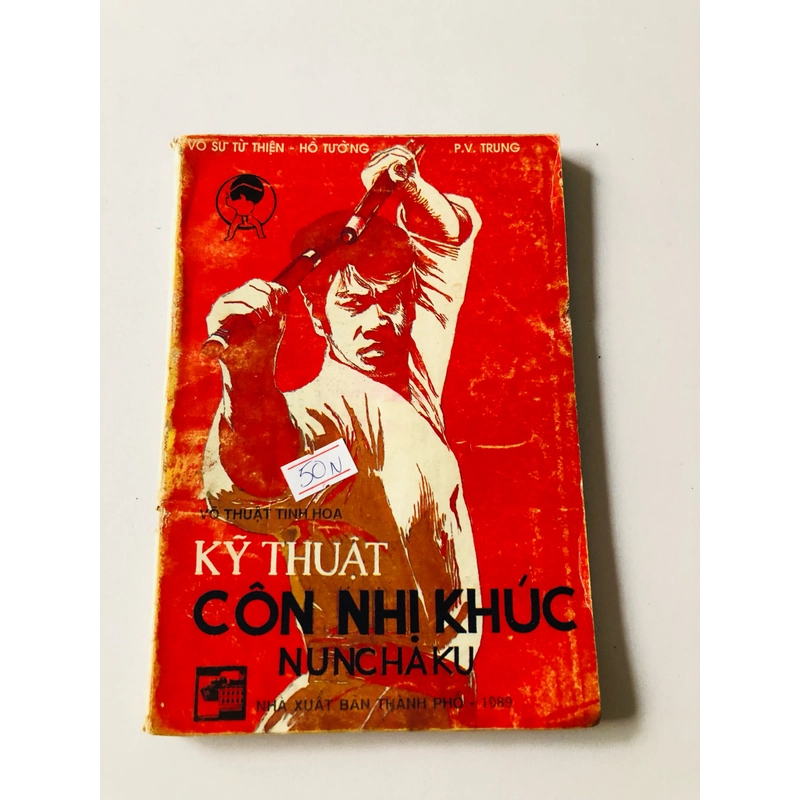 VÕ SƯ TỪ THIỆN - HỒ TƯỜNG P.V. TRUNG
50N
VÕ THUẬT TINH HOA
KỸ THUẬT
CÔN NHỊ KHÚC
NUNCHAKU
NHÀ XUẤT BẢN THÀNH PHỐ - 1989